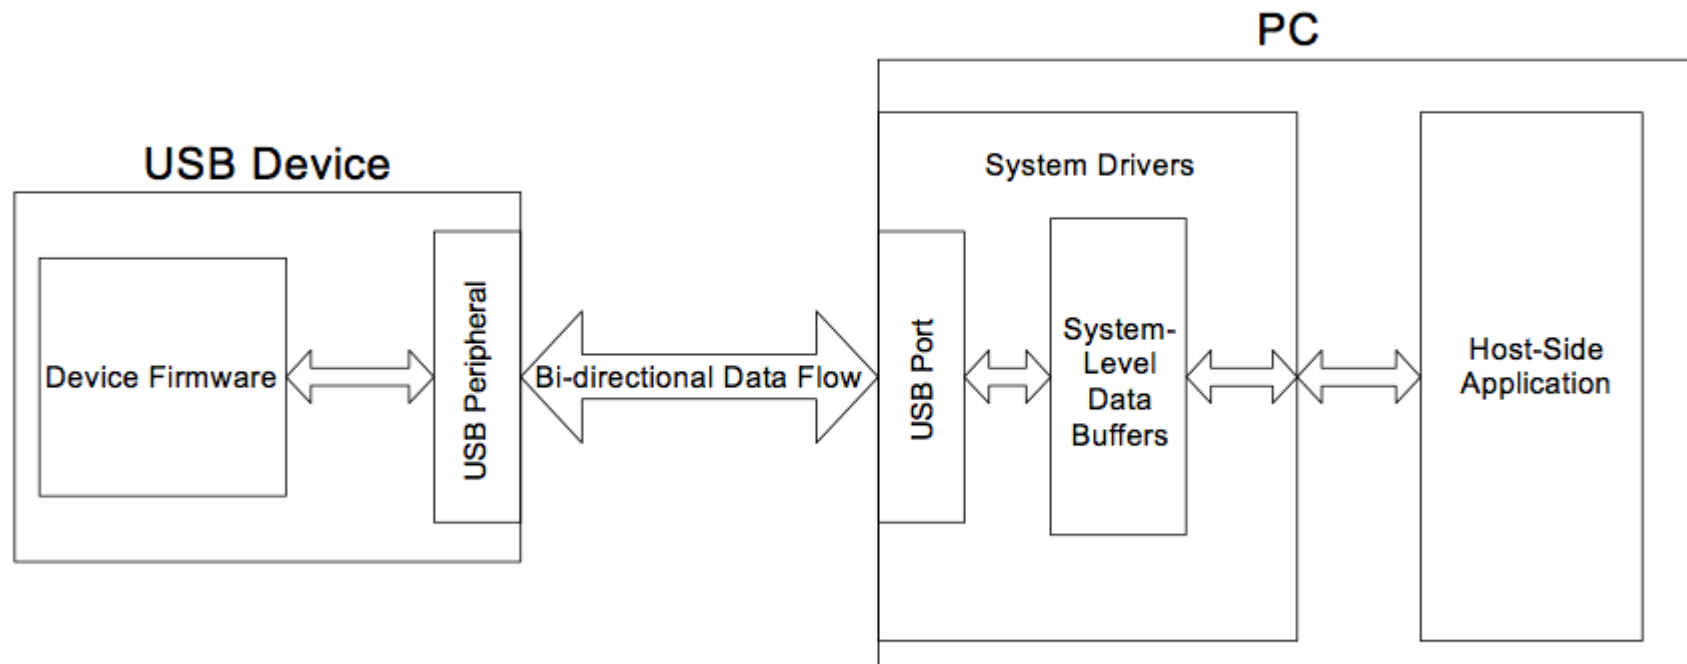 PC
USB Device
System Drivers
Device Firmware
USB Peripheral
Bi-directional Data Flow
USB Port
System-
Level
Data
Buffers
Host-Side
Application